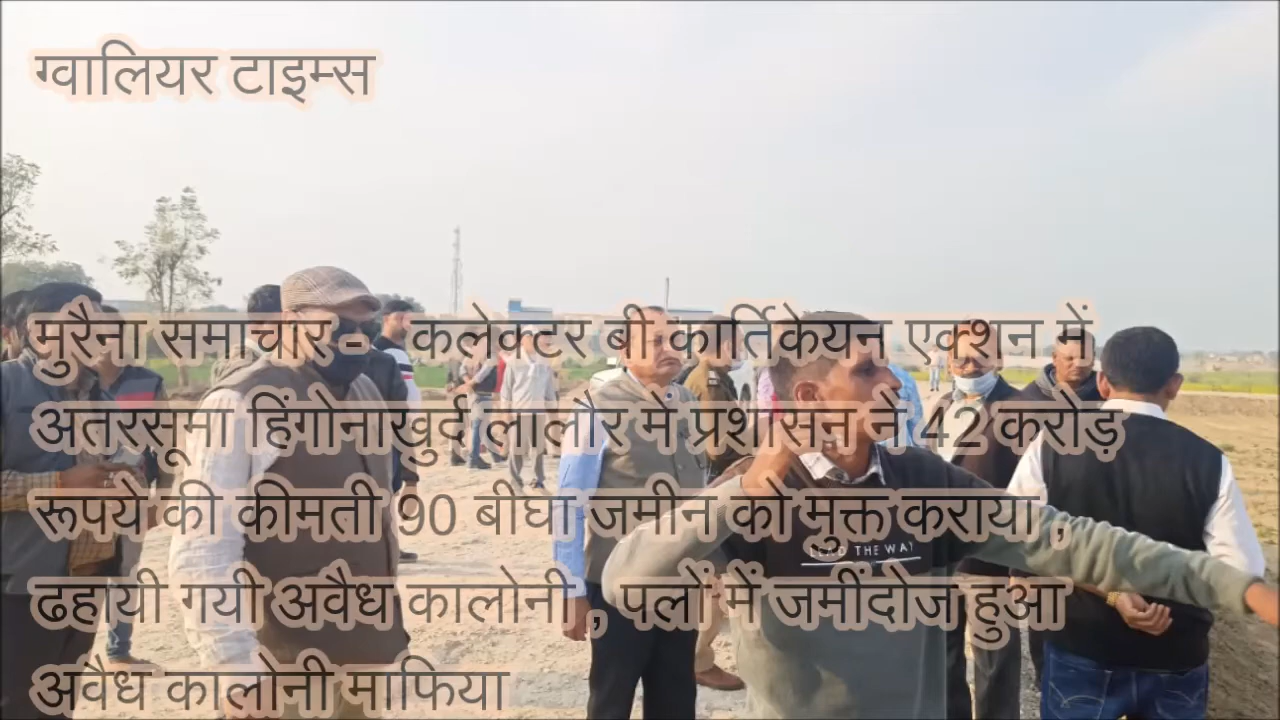 ग्वालियर टाइम्स
मुरैना समाचार - कलेक्टर बी कार्तिकेयन एक्शन में
अतरसूमा हिंगोनाखुर्द लालौर मे प्रशासन ने 42 करोड़
रूपये की कीमती 90 बीघा जमीन को मुक्त कराया ,
ढहायी गयी अवैध कालोनी , पलों में जमींदोज हुआ
अवैध कालोनी माफिया
LEAD THE WAY